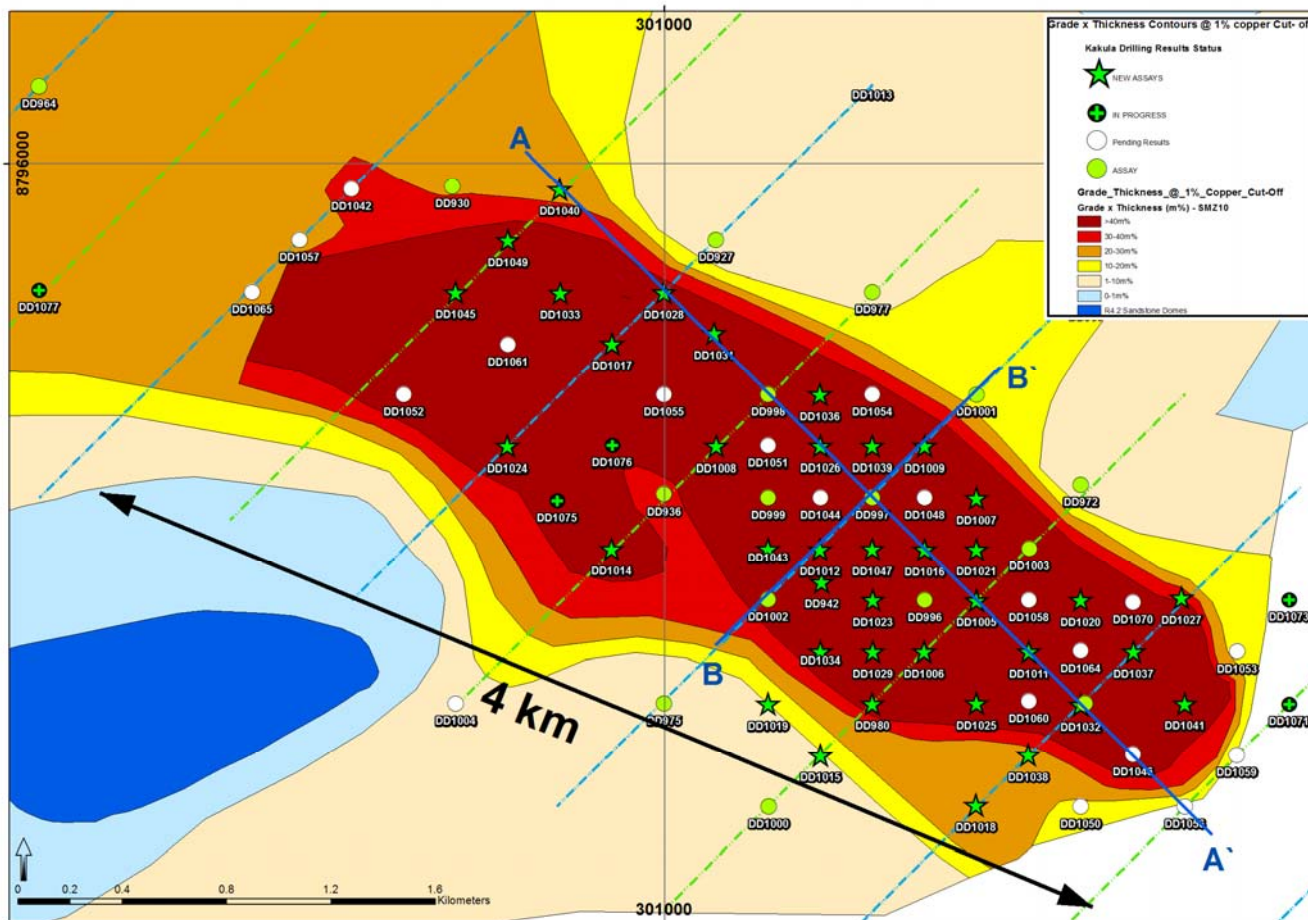 301000
Grade x Thickness Contours @ 1% copper Cut- of
Kakula Drilling Results Status
NEW ASSAYS
IN PROGRESS
Pending Results
ASSAY
Grade_Thickness_@_1%_Copper_Cut-Off
Grade x Thickness (m%) - SMZ10
>40m%
30-40m%
20-30m%
10-20m%
1-10m%
0-1m%
R4.2 Sandstone Domes
8796000
DD964
DD1013
A
DD1042
DD930
DD1040
DD1057
DD1049
DD927
DD1077
DD1065
DD1045
DD1033
DD1028
DD977
DD1061
DD1017
DD1031
B`
DD1052
DD1055
DD998
DD1036
DD1054
DD1001
DD1024
DD1076
DD1008
DD1051
DD1026
DD1039
DD1009
DD972
DD1075
DD936
DD999
DD1044
DD997
DD1048
DD1007
DD1014
DD1043
DD1012
DD1047
DD1016
DD1021
DD1003
DD942
DD1002
DD1023
DD996
DD1005
DD1058
DD1020
DD1070
DD1027
DD1073
B
DD1034
DD1029
DD1006
DD1011
DD1064
DD1037
DD1053
4 km
DD1004
DD975
DD1019
DD980
DD1025
DD1060
DD1032
DD1041
DD1071
DD1015
DD1038
DD1059
DD1000
DD1018
DD1050
A`
0 0.2 0.4 0.8 1.2 1.6
Kilometers
301000